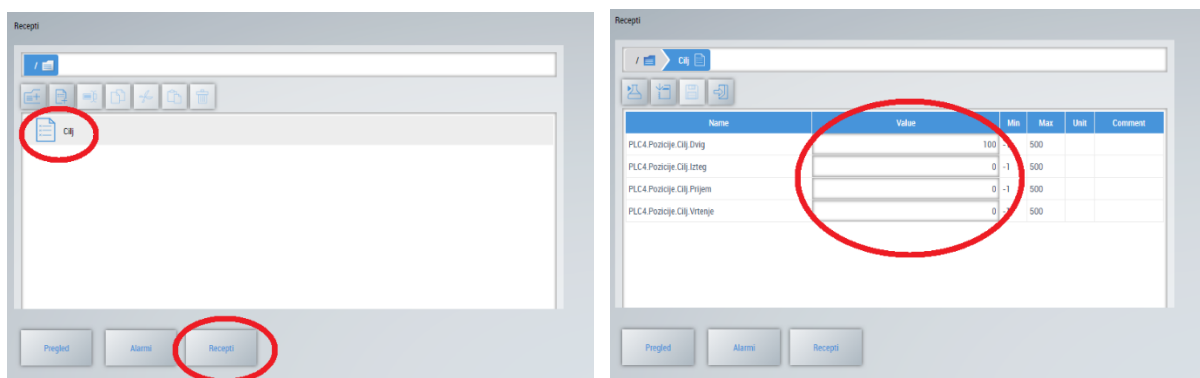 Recepti
/
Cilj
Pregled Alarmi Recepti
Recepti
/ Cilj
Name Value Min Max Unit Comment
PLC4.Pozicije.Cilj.Dvig 100 -1 500
PLC4.Pozicije.Cilj.Izteg 0 -1 500
PLC4.Pozicije.Cilj.Prijem 0 -1 500
PLC4.Pozicije.Cilj.Vrtenje 0 -1 500
Pregled Alarmi Recepti